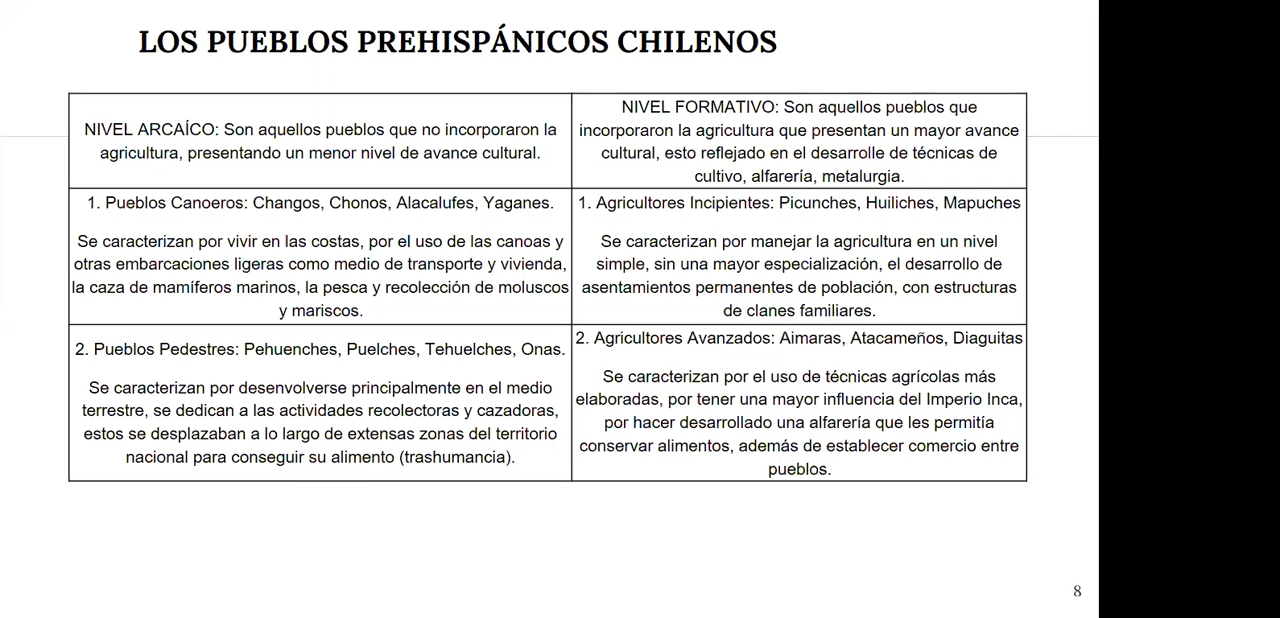 LOS PUEBLOS PREHISPÁNICOS CHILENOS
NIVEL ARCAÍCO: Son aquellos pueblos que no incorporaron la
agricultura, presentando un menor nivel de avance cultural.
NIVEL FORMATIVO: Son aquellos pueblos que
incorporaron la agricultura que presentan un mayor avance
cultural, esto reflejado en el desarrolle de técnicas de
cultivo, alfarería, metalurgia.
1. Pueblos Canoeros: Changos, Chonos, Alacalufes, Yaganes.
Se caracterizan por vivir en las costas, por el uso de las canoas y
otras embarcaciones ligeras como medio de transporte y vivienda,
la caza de mamíferos marinos, la pesca y recolección de moluscos
y mariscos.
1. Agricultores Incipientes: Picunches, Huiliches, Mapuches
Se caracterizan por manejar la agricultura en un nivel
simple, sin una mayor especialización, el desarrollo de
asentamientos permanentes de población, con estructuras
de clanes familiares.
2. Pueblos Pedestres: Pehuenches, Puelches, Tehuelches, Onas.
Se caracterizan por desenvolverse principalmente en el medio
terrestre, se dedican a las actividades recolectoras y cazadoras,
estos se desplazaban a lo largo de extensas zonas del territorio
nacional para conseguir su alimento (trashumancia).
2. Agricultores Avanzados: Aimaras, Atacameños, Diaguitas
Se caracterizan por el uso de técnicas agrícolas más
elaboradas, por tener una mayor influencia del Imperio Inca,
por hacer desarrollado una alfarería que les permitía
conservar alimentos, además de establecer comercio entre
pueblos.
8